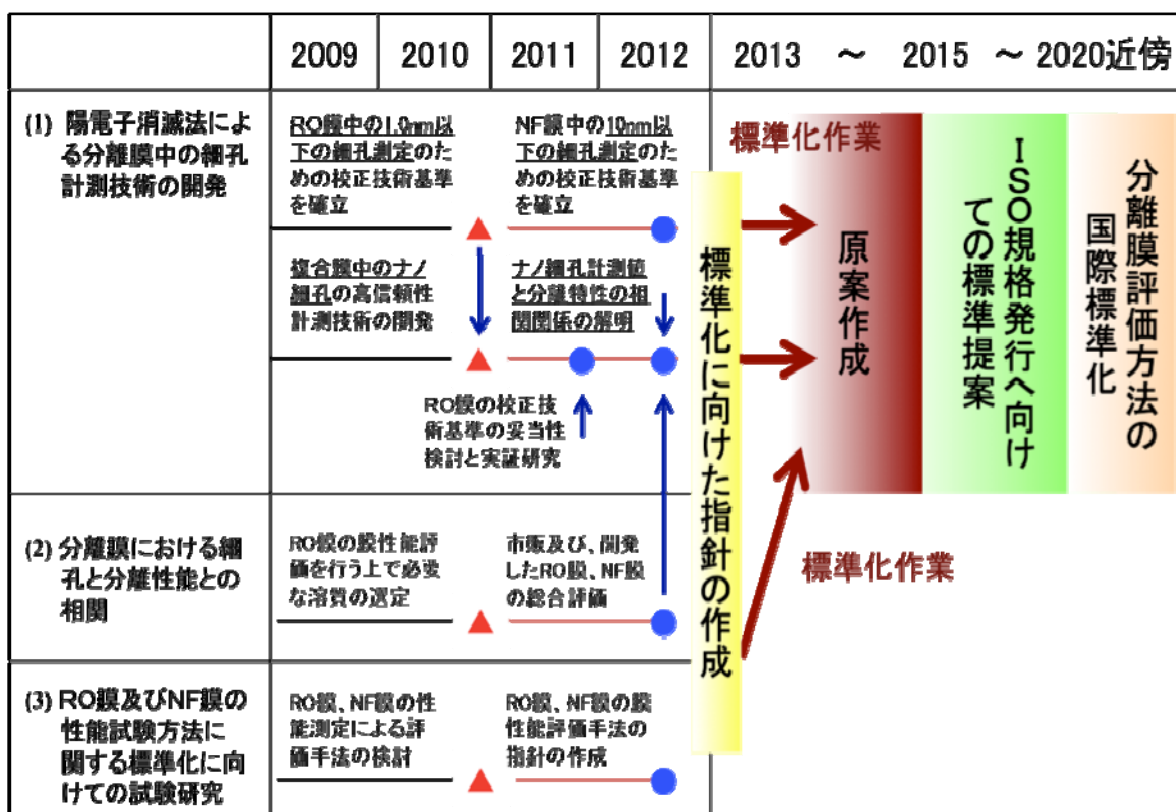 2009
2010
2011
2012
2013 ～ 2015 ～ 2020近傍
(1) 陽電子消滅法によ
る分離膜中の細孔
計測技術の開発
RO膜中の1.0nm以
下の細孔測定のた
めの校正技術基準
を確立
NF膜中の10nm以
下の細孔測定のた
めの校正技術基準
を確立
複合膜中のナノ
細孔の高信頼性
計測技術の開発
ナノ細孔計測値
と分離特性の相
関関係の解明
RO膜の校正技
術基準の妥当性
検討と実証研究
(2) 分離膜における細
孔と分離性能との
相関
RO膜の膜性能評
価を行う上で必要
な溶質の選定
市販及び、開発
したRO膜、NF膜
の総合評価
(3) RO膜及びNF膜の
性能試験方法に
関する標準化に向
けての試験研究
RO膜、NF膜の性
能測定による評
価手法の検討
RO膜、NF膜の膜
性能評価手法の
指針の作成
標準化に向けた指針の作成
標準化作業
標準化作業
原案作成
ISO規格発行へ向け
ての標準提案
分離膜評価方法の
国際標準化